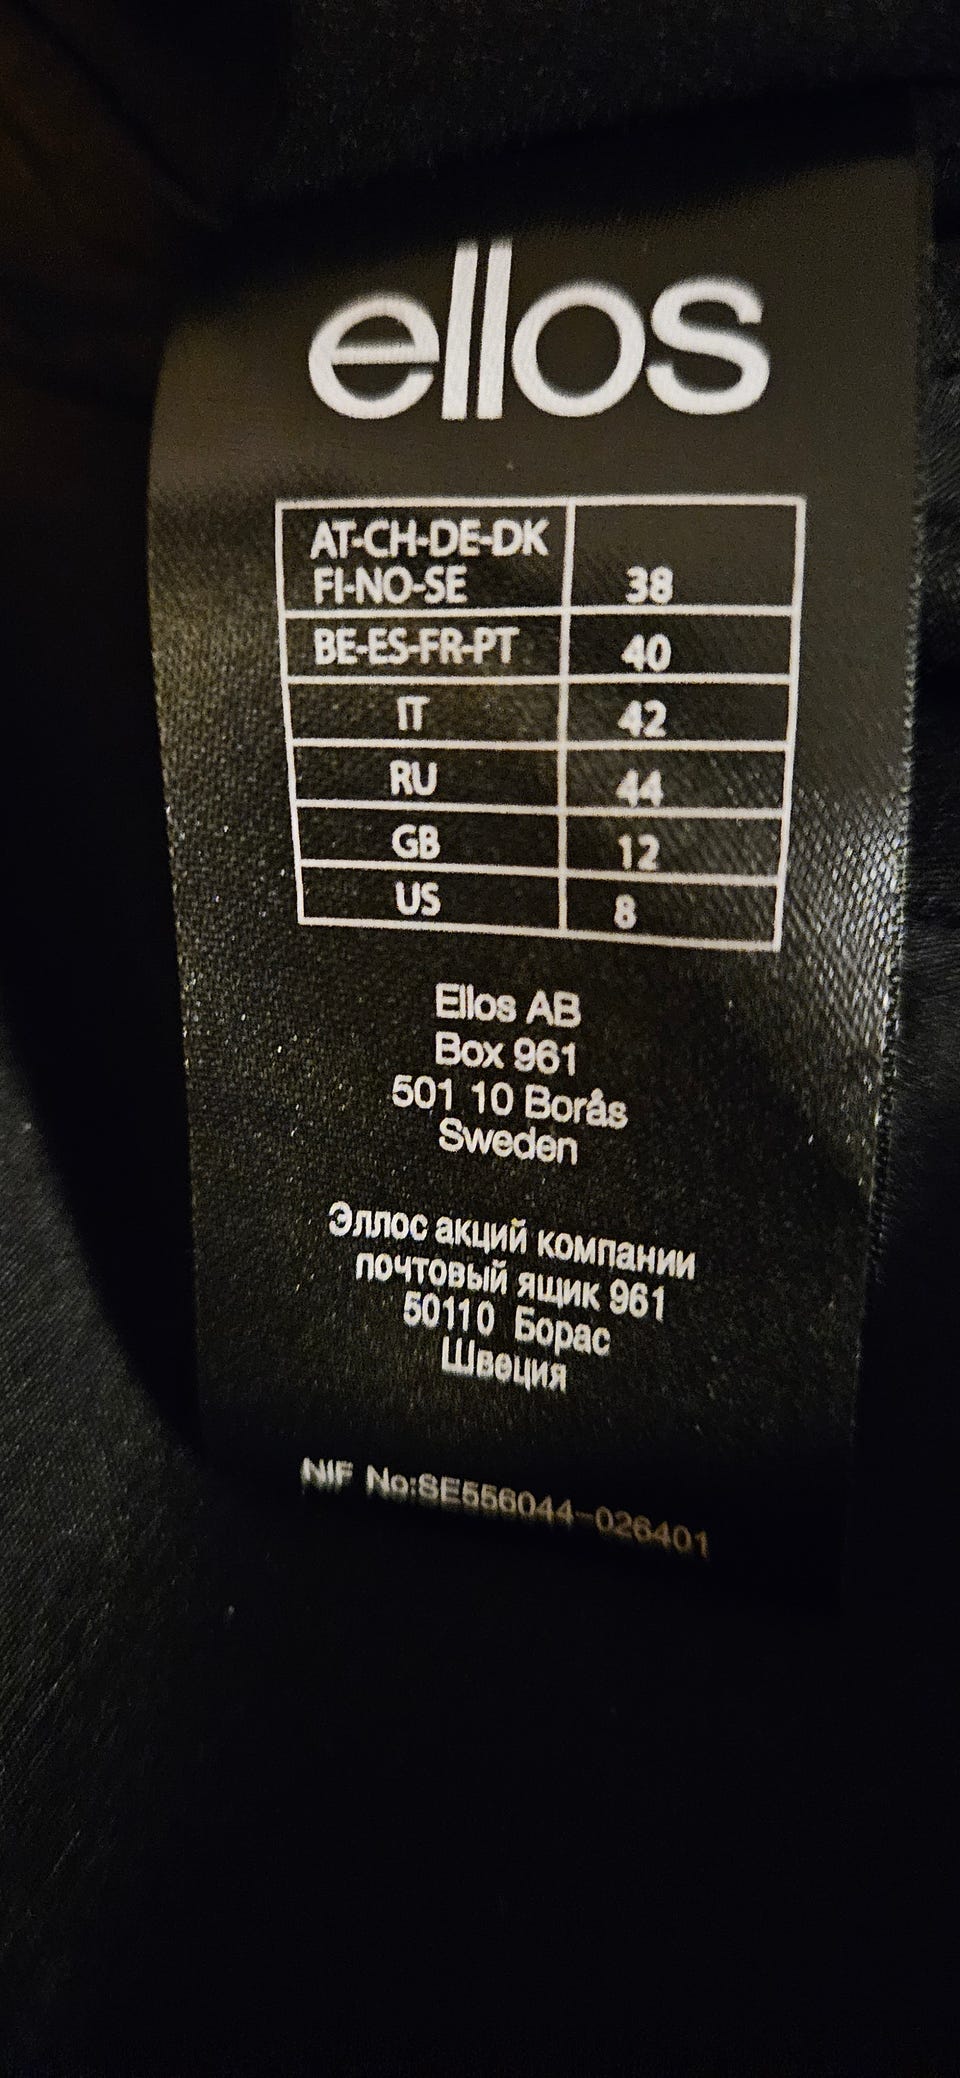 ellos
AT-CH-DE-DK
FI-NO-SE 38
BE-ES-FR-PT 40
IT 42
RU 44
GB 12
US 8
Ellos AB
Box 961
501 10 Borås
Sweden
Эллос акций компании
почтовый ящик 961
50110 Борас
Швеция
NIF No:SE556044-026401